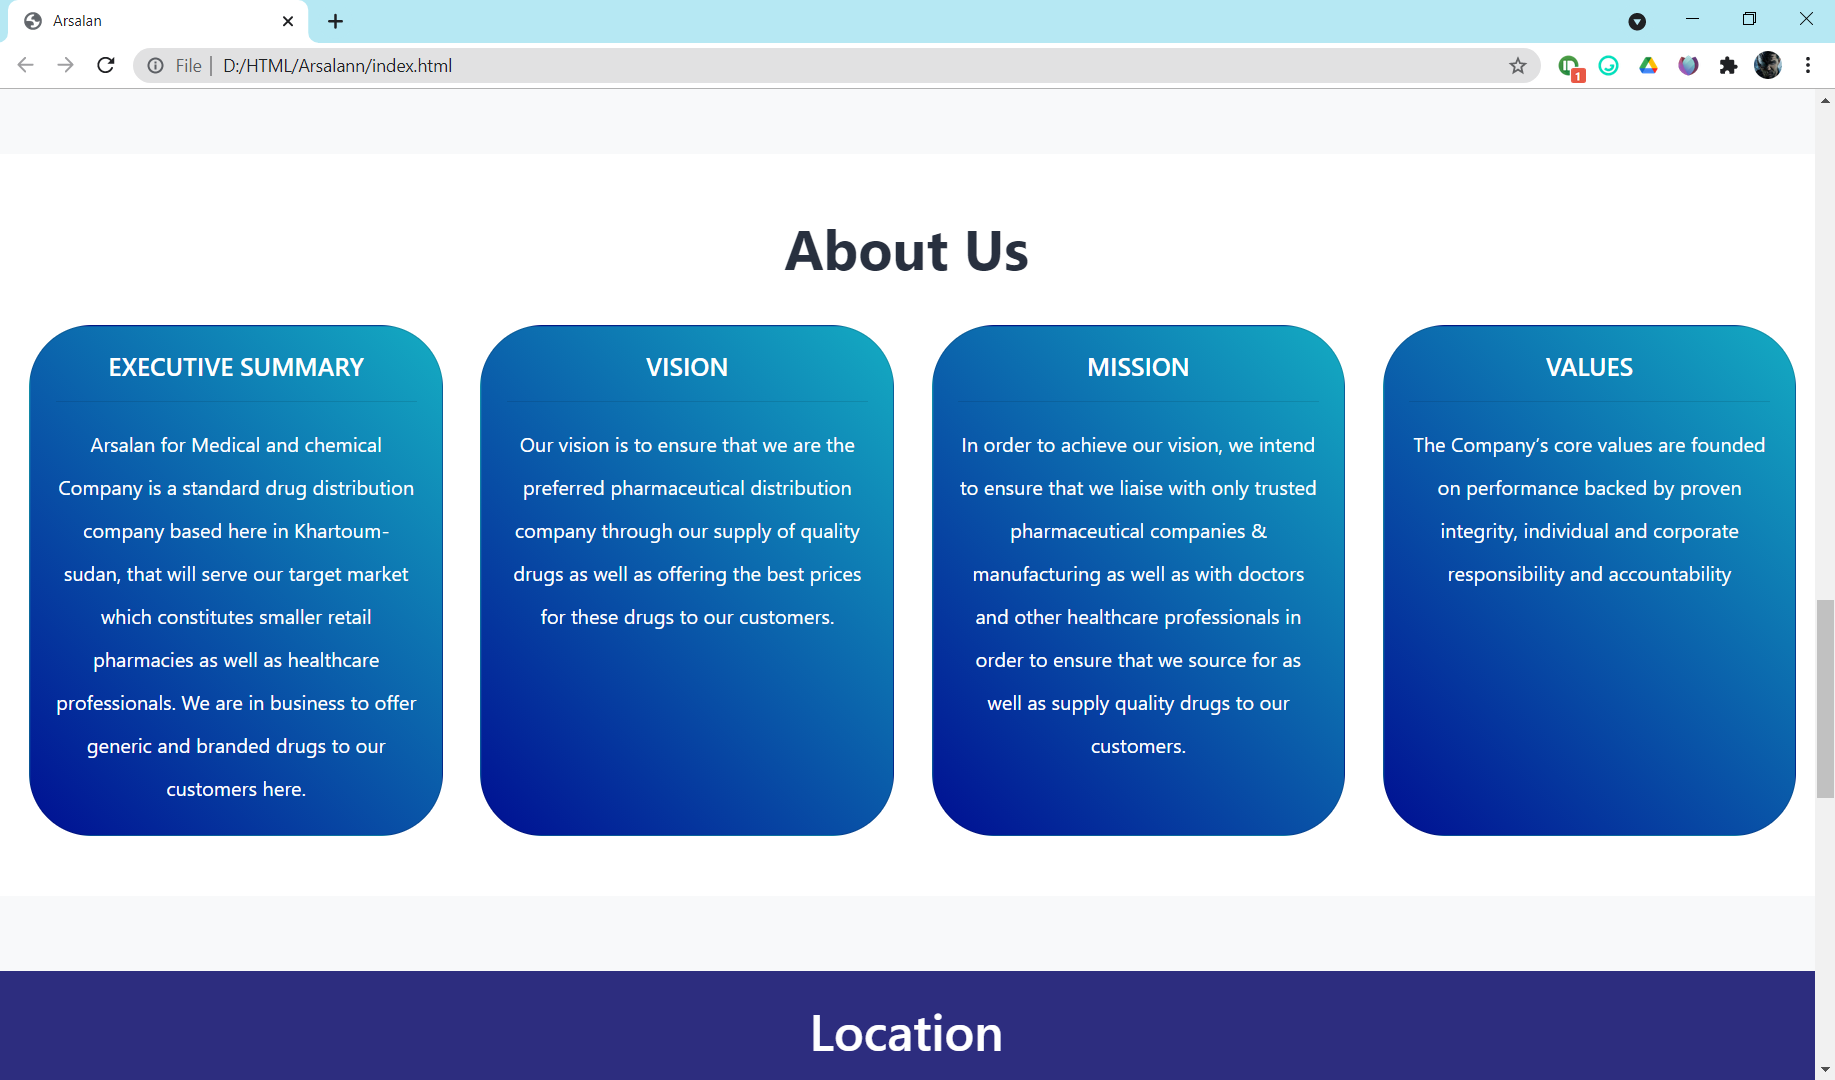 Arsalan
File | D:/HTML/Arsalann/index.html
1
About Us
EXECUTIVE SUMMARY
Arsalan for Medical and chemical
Company is a standard drug distribution
company based here in Khartoum-
sudan, that will serve our target market
which constitutes smaller retail
pharmacies as well as healthcare
professionals. We are in business to offer
generic and branded drugs to our
customers here.
VISION
Our vision is to ensure that we are the
preferred pharmaceutical distribution
company through our supply of quality
drugs as well as offering the best prices
for these drugs to our customers.
MISSION
In order to achieve our vision, we intend
to ensure that we liaise with only trusted
pharmaceutical companies &
manufacturing as well as with doctors
and other healthcare professionals in
order to ensure that we source for as
well as supply quality drugs to our
customers.
VALUES
The Company’s core values are founded
on performance backed by proven
integrity, individual and corporate
responsibility and accountability
Location